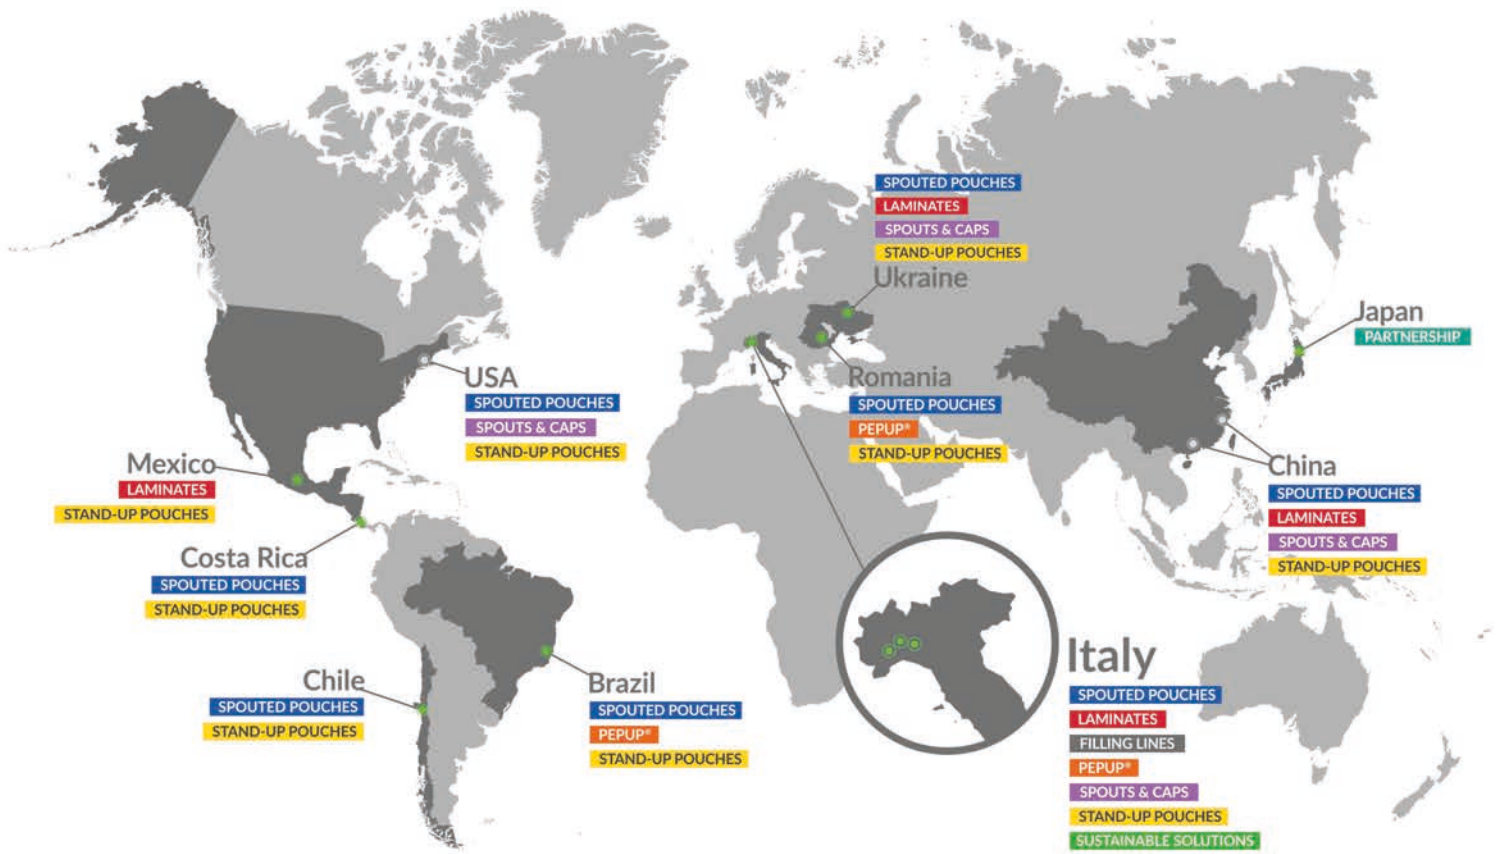 SPOUTED POUCHES
LAMINATES
SPOUTS & CAPS
STAND-UP POUCHES
Ukraine
Japan
PARTNERSHIP
USA
SPOUTED POUCHES
SPOUTS & CAPS
STAND-UP POUCHES
Romania
SPOUTED POUCHES
PEPUP®
STAND-UP POUCHES
Mexico
LAMINATES
STAND-UP POUCHES
China
SPOUTED POUCHES
LAMINATES
SPOUTS & CAPS
STAND-UP POUCHES
Costa Rica
SPOUTED POUCHES
STAND-UP POUCHES
Chile
SPOUTED POUCHES
STAND-UP POUCHES
Brazil
SPOUTED POUCHES
PEPUP®
STAND-UP POUCHES
Italy
SPOUTED POUCHES
LAMINATES
FILLING LINES
PEPUP®
SPOUTS & CAPS
STAND-UP POUCHES
SUSTAINABLE SOLUTIONS